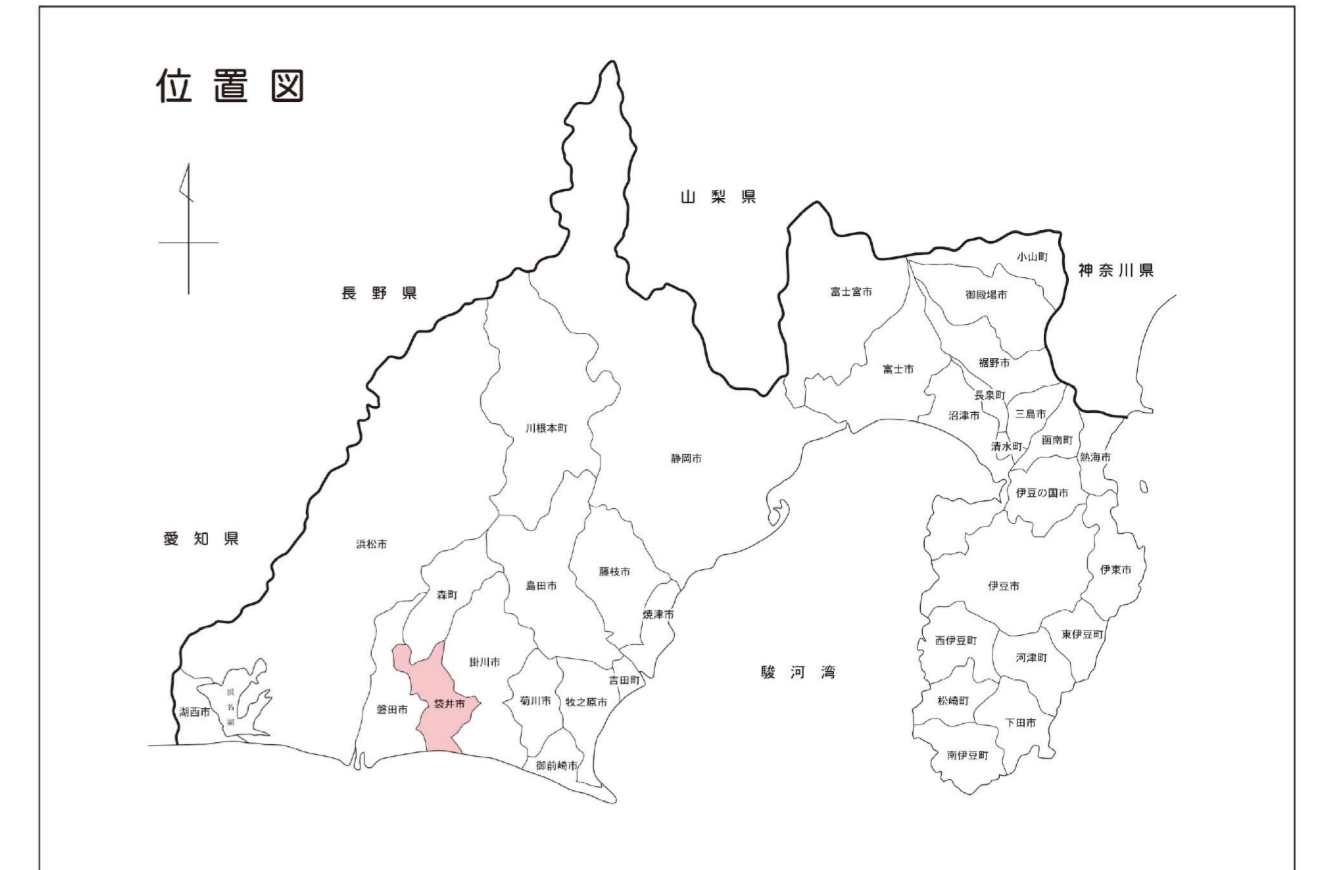 位置図
山梨県
小山町
神奈川県
長野県
富士宮市
御殿場市
裾野市
富士市
長泉町
沼津市
三島市
川根本町
清水町
函南町
静岡市
熱海市
伊豆の国市
愛知県
浜松市
藤枝市
島田市
伊豆市
伊東市
森町
焼津市
西伊豆町
東伊豆町
掛川市
河津町
駿河湾
吉田町
浜名湖
湖西市
磐田市
袋井市
菊川市
牧之原市
松崎町
下田市
御前崎市
南伊豆町